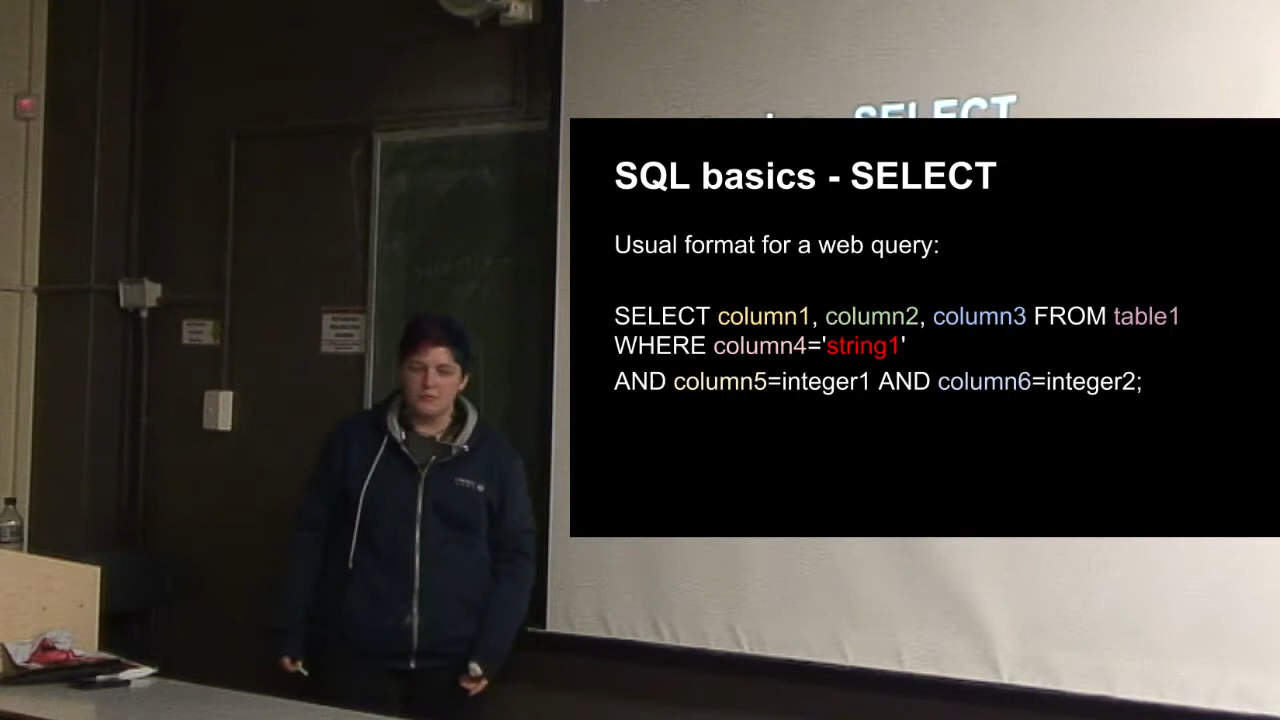 SELECT
SQL basics - SELECT
Usual format for a web query:
SELECT column1, column2, column3 FROM table1
WHERE column4='string1'
AND column5=integer1 AND column6=integer2;